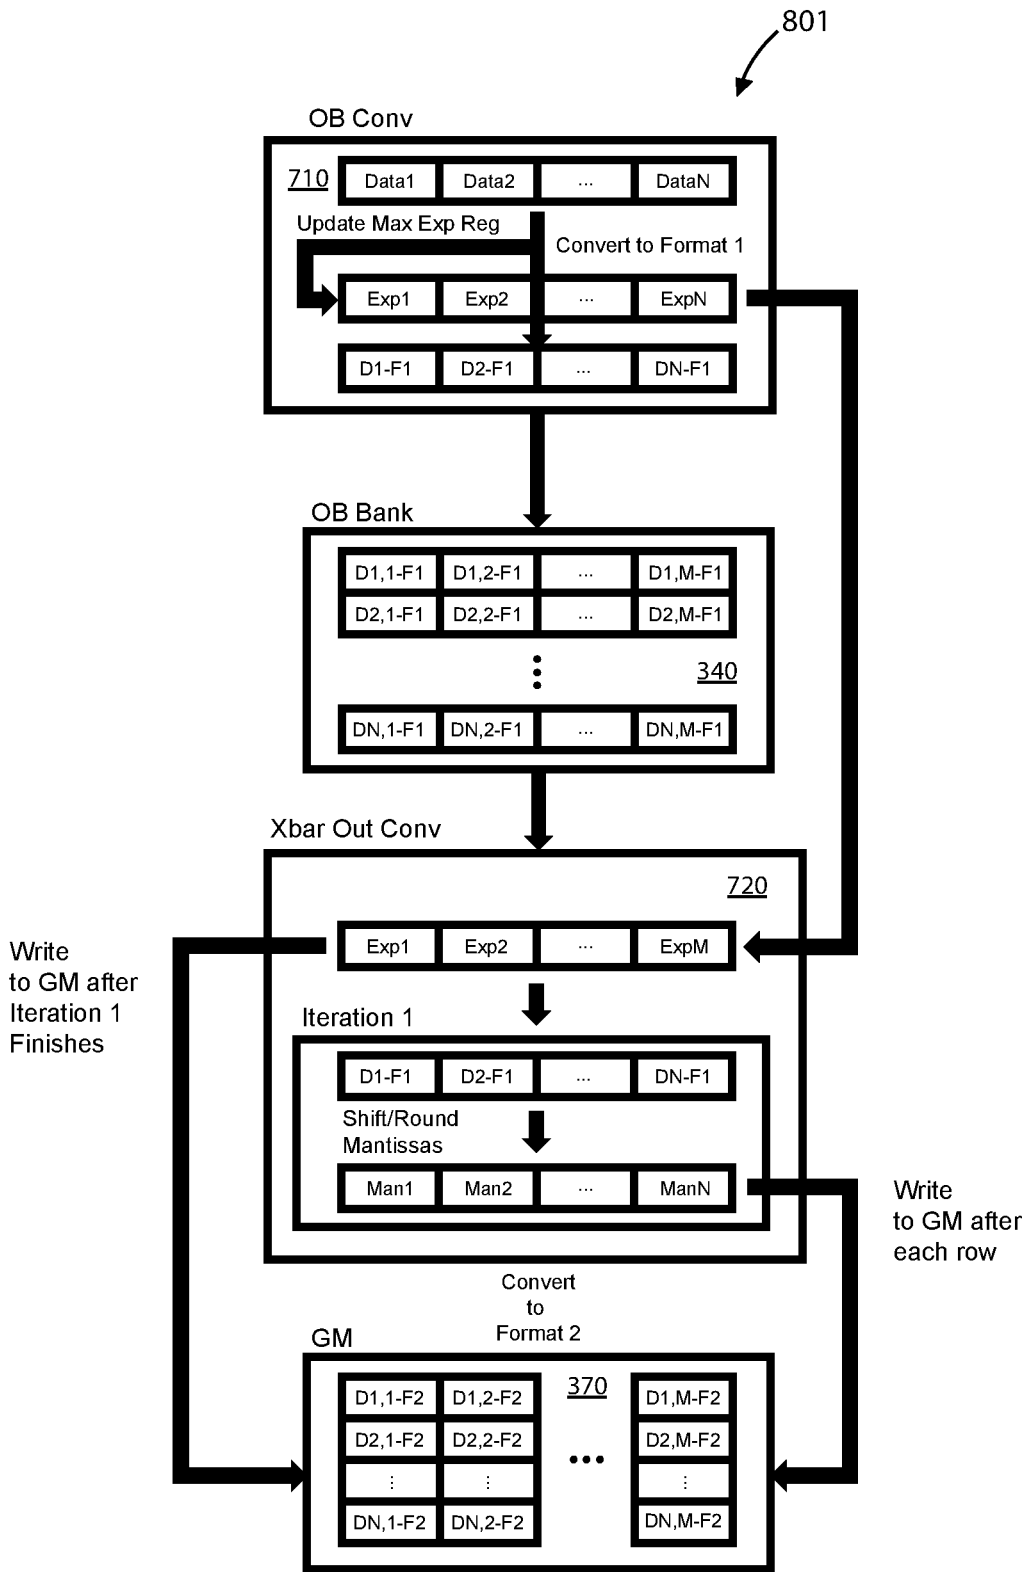 801
OB Conv
710
Data1 Data2 ... DataN
Update Max Exp Reg
Convert to Format 1
Exp1 Exp2 ... ExpN
D1-F1 D2-F1 ... DN-F1
OB Bank
D1,1-F1 D1,2-F1 ... D1,M-F1
D2,1-F1 D2,2-F1 ... D2,M-F1
340
DN,1-F1 DN,2-F1 ... DN,M-F1
Xbar Out Conv
720
Exp1 Exp2 ... ExpM
Write
to GM after
Iteration 1
Finishes
Iteration 1
D1-F1 D2-F1 ... DN-F1
Shift/Round
Mantissas
Man1 Man2 ... ManN
Write
to GM after
each row
Convert
to
Format 2
GM
370
D1,1-F2 D1,2-F2 D1,M-F2
D2,1-F2 D2,2-F2 ... D2,M-F2
⋮ ⋮ ⋮
DN,1-F2 DN,2-F2 DN,M-F2